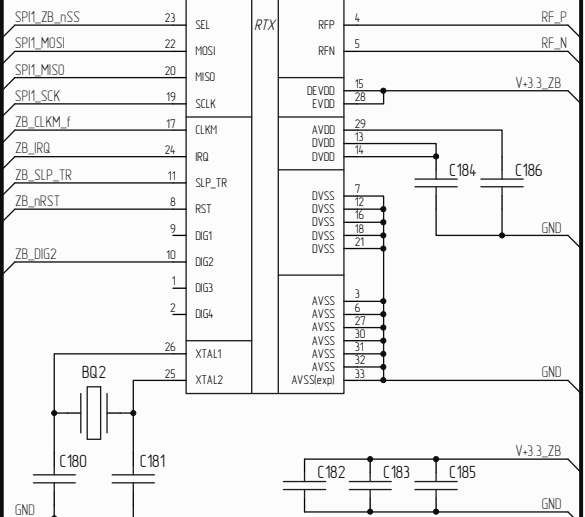 SPI1_ZB_nSS 23 SEL RTX RFP 4 RF_P
SPI1_MOSI 22 MOSI RFN 5 RF_N
SPI1_MISO 20 MISO
DEVDD 15 V+3.3_ZB
SPI1_SCK 19 SCLK EVDD 28
ZB_CLKM_f 17 CLKM AVDD 29
DVDD 13
ZB_IRQ 24 IRQ DVDD 14
C184 C186
ZB_SLP_TR 11 SLP_TR
DVSS 7
ZB_nRST 8 RST DVSS 12
DVSS 16
9 DIG1 DVSS 18 GND
DVSS 21
ZB_DIG2 10 DIG2
1 DIG3
AVSS 3
2 DIG4 AVSS 6
AVSS 27
AVSS 30
26 XTAL1 AVSS 31
AVSS 32
BQ2 25 XTAL2 AVSS(exp) 33 GND
V+3.3_ZB
C180 C181 C182 C183 C185
GND GND